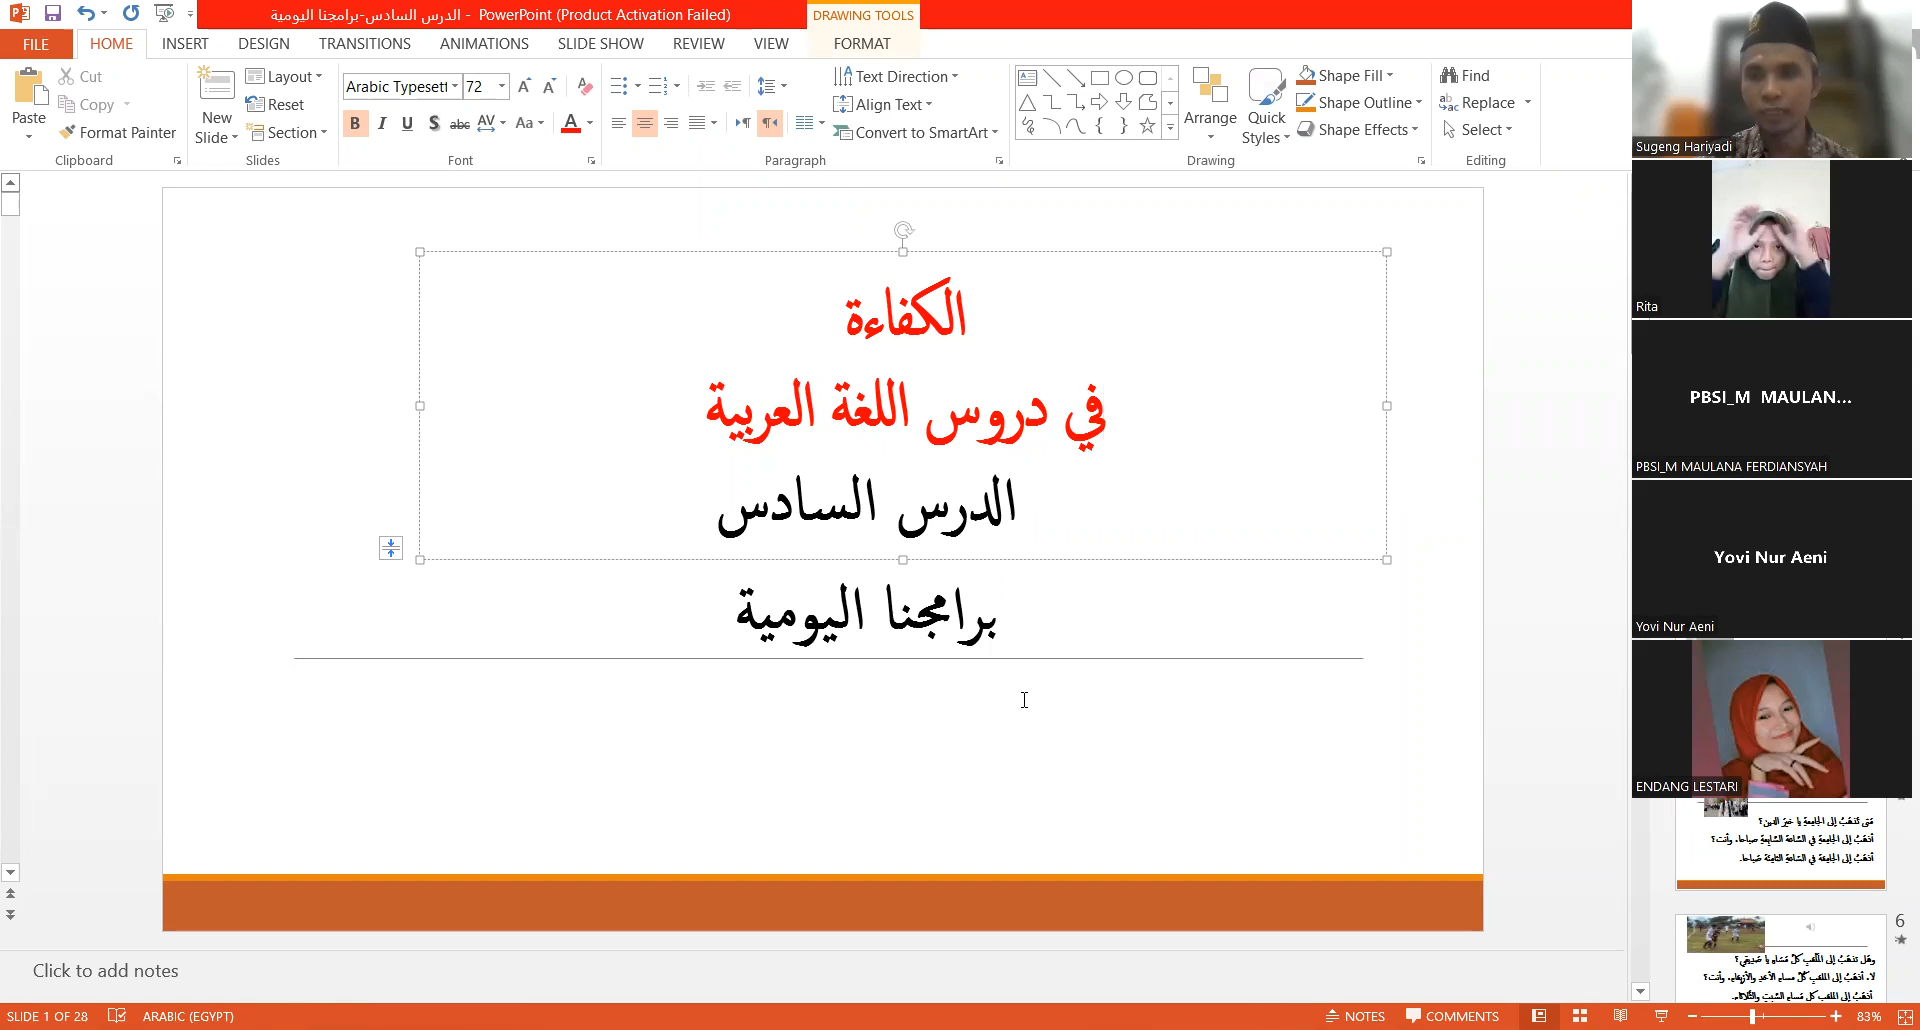 الدرس السادس-برامجنا اليومية - PowerPoint (Product Activation Failed)
DRAWING TOOLS
FILE
HOME
INSERT
DESIGN
TRANSITIONS
ANIMATIONS
SLIDE SHOW
REVIEW
VIEW
FORMAT
Paste
Cut
Copy
Format Painter
Clipboard
New Slide
Layout
Reset
Section
Slides
Arabic Typesett
72
B I U S abc AV Aa A
Font
Text Direction
Align Text
Convert to SmartArt
Paragraph
Arrange
Quick Styles
Shape Fill
Shape Outline
Shape Effects
Drawing
Find
Replace
Select
Editing
الكفاءة
في دروس اللغة العربية
الدرس السادس
برامجنا اليومية
Click to add notes
SLIDE 1 OF 28
ARABIC (EGYPT)
NOTES
COMMENTS
83%
Sugeng Hariyadi
Rita
PBSI_M MAULAN...
PBSI_M MAULANA FERDIANSYAH
Yovi Nur Aeni
Yovi Nur Aeni
ENDANG LESTARI
6